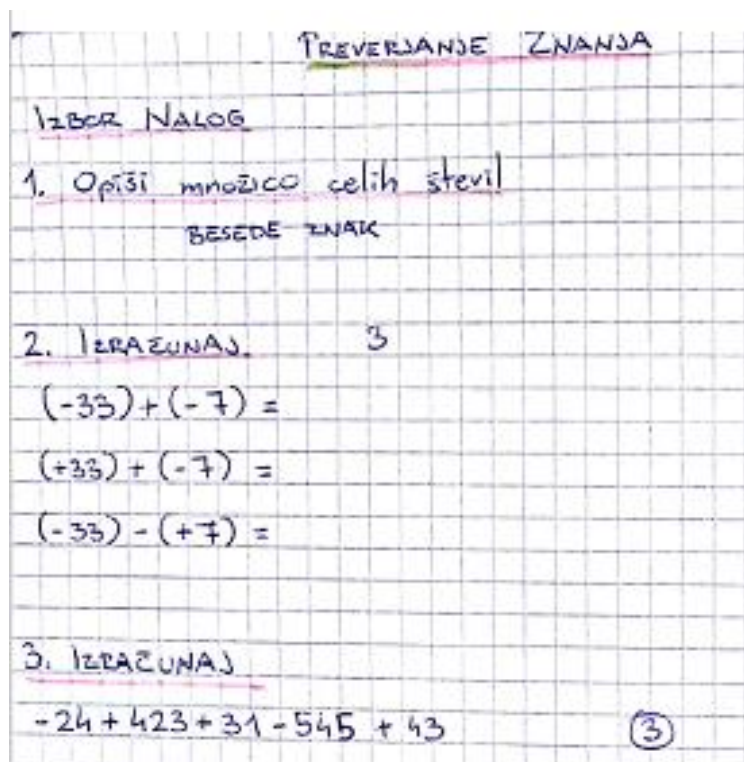 PREVERJANJE ZNANJA
IZBOR NALOG
1. Opiši množico celih števil
BESEDE ZNAK
2. IZRAČUNAJ. 3
(-33) + (-7) =
(+33) + (-7) =
(-33) - (+7) =
3. IZRAČUNAJ
-24 + 423 + 31 - 545 + 43 3